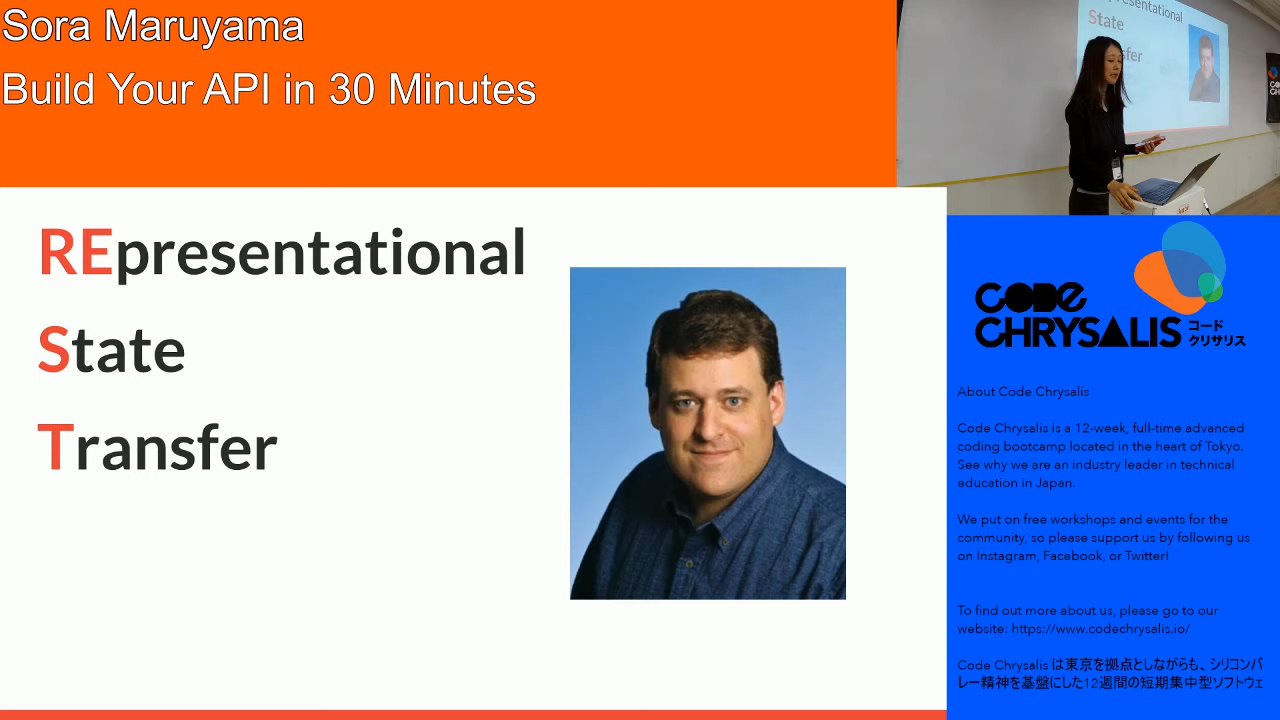 Sora Maruyama
Build Your API in 30 Minutes
REpresentational
State
Transfer
presentational
State
sfer
CODE
CHRYSALIS
コード
クリサリス
About Code Chrysalis
Code Chrysalis is a 12-week, full-time advanced
coding bootcamp located in the heart of Tokyo.
See why we are an industry leader in technical
education in Japan.
We put on free workshops and events for the
community, so please support us by following us
on Instagram, Facebook, or Twitter!
To find out more about us, please go to our
website: https://www.codechrysalis.io/
Code Chrysalis は東京を拠点としながらも、シリコンバ
レー精神を基盤にした12週間の短期集中型ソフトウェ